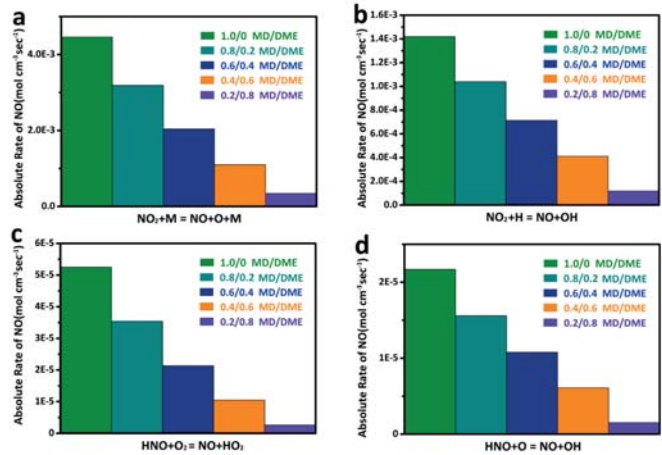 a
Absolute Rate of NO(mol cm⁻³sec⁻¹)
4.0E-3
2.0E-3
0.0
1.0/0 MD/DME
0.8/0.2 MD/DME
0.6/0.4 MD/DME
0.4/0.6 MD/DME
0.2/0.8 MD/DME
NO₂+M = NO+O+M
b
Absolute Rate of NO(mol cm⁻³sec⁻¹)
1.6E-3
1.4E-3
1.2E-3
1.0E-3
8.0E-4
6.0E-4
4.0E-4
2.0E-4
0.0
1.0/0 MD/DME
0.8/0.2 MD/DME
0.6/0.4 MD/DME
0.4/0.6 MD/DME
0.2/0.8 MD/DME
NO₂+H = NO+OH
c
Absolute Rate of NO(mol cm⁻³sec⁻¹)
6E-5
5E-5
4E-5
3E-5
2E-5
1E-5
0
1.0/0 MD/DME
0.8/0.2 MD/DME
0.6/0.4 MD/DME
0.4/0.6 MD/DME
0.2/0.8 MD/DME
HNO+O₂ = NO+HO₂
d
Absolute Rate of NO(mol cm⁻³sec⁻¹)
2E-5
1E-5
0
1.0/0 MD/DME
0.8/0.2 MD/DME
0.6/0.4 MD/DME
0.4/0.6 MD/DME
0.2/0.8 MD/DME
HNO+O = NO+OH